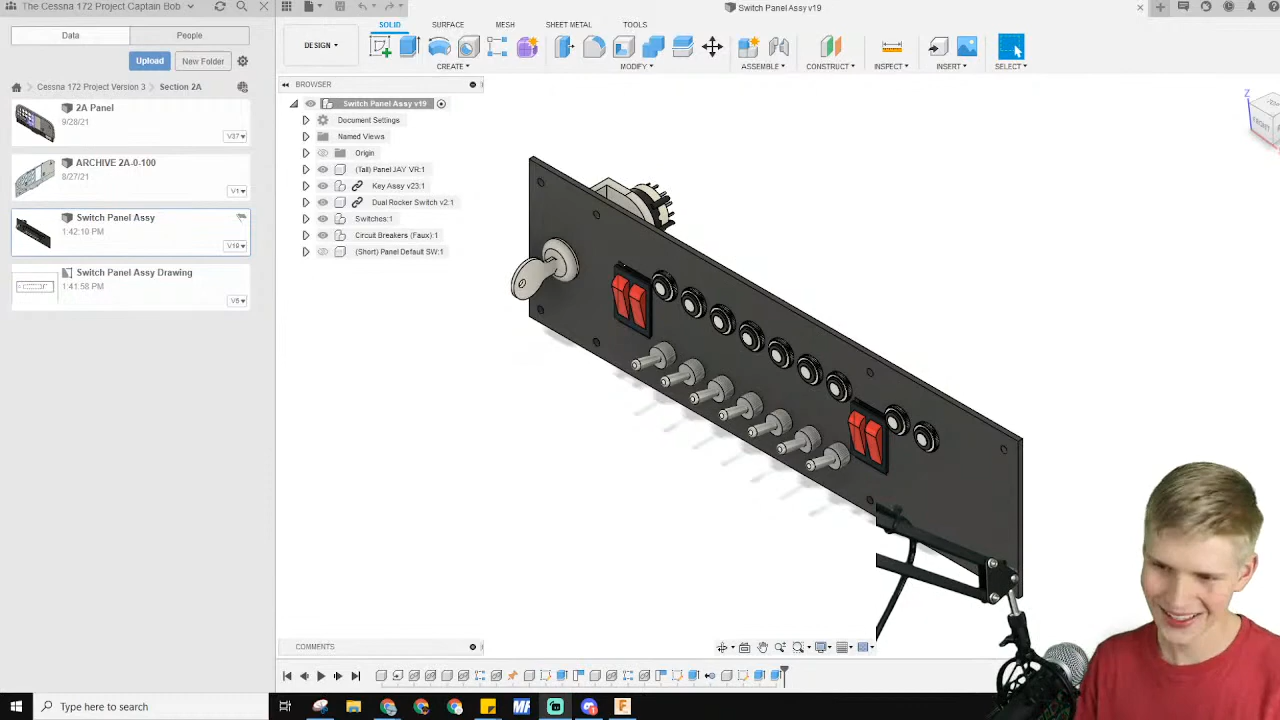 The Cessna 172 Project Captain Bob
Switch Panel Assy v19
Data
People
Upload
New Folder
Cessna 172 Project Version 3
Section 2A
2A Panel
9/28/21
V37
ARCHIVE 2A-0-100
8/27/21
V1
Switch Panel Assy
1:42:10 PM
V19
Switch Panel Assy Drawing
1:41:58 PM
V6
SOLID
SURFACE
MESH
SHEET METAL
TOOLS
DESIGN
CREATE
MODIFY
ASSEMBLE
CONSTRUCT
INSPECT
INSERT
SELECT
BROWSER
Switch Panel Assy v19
Document Settings
Named Views
Origin
(Tall) Panel JAY VR:1
Key Assy v23:1
Dual Rocker Switch v2:1
Switches:1
Circuit Breakers (Faux):1
(Short) Panel Default SW:1
Z
FRONT
COMMENTS
Type here to search